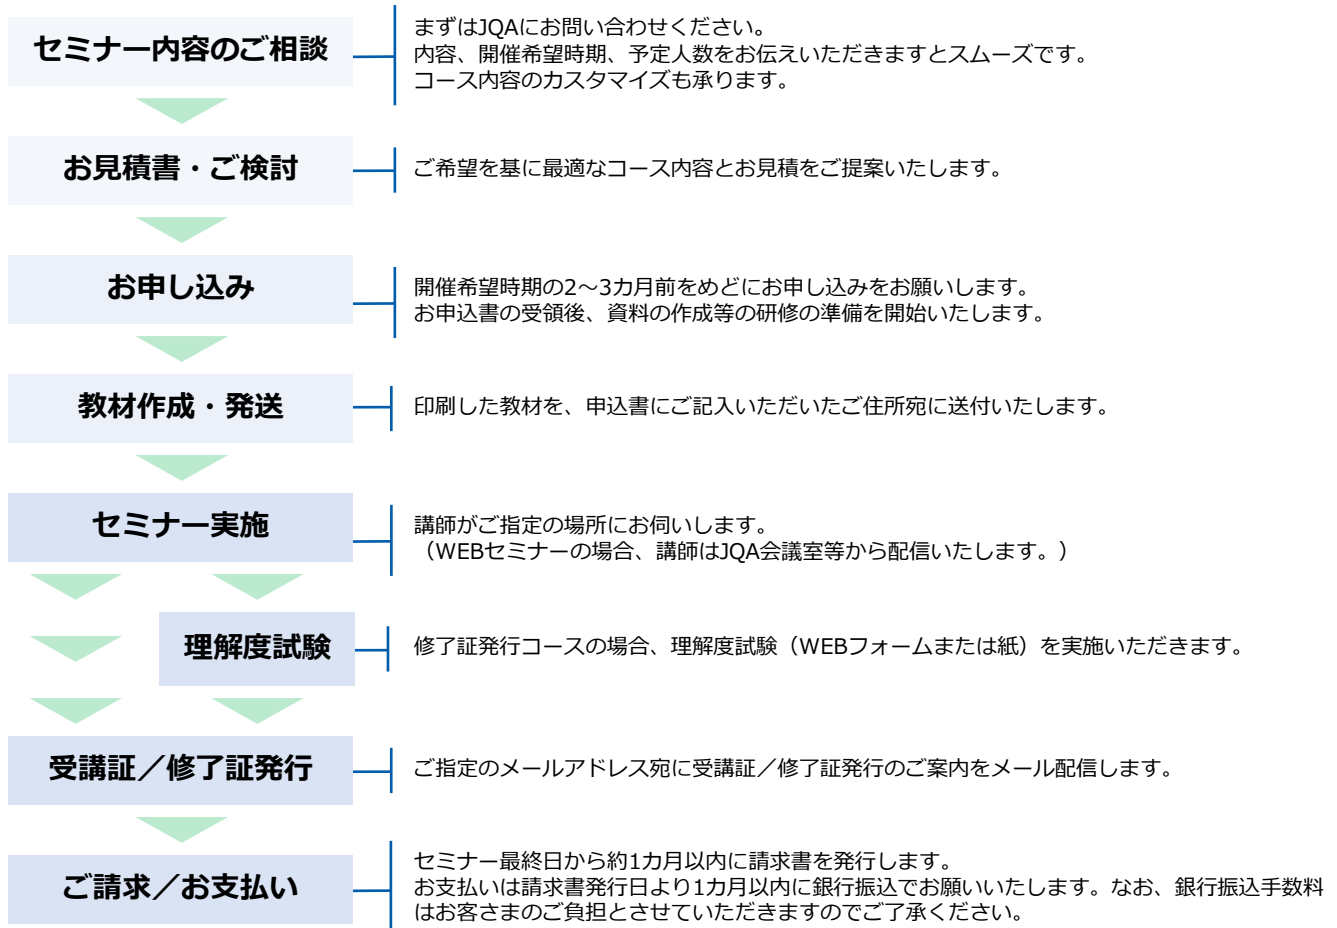 セミナー内容のご相談
まずはJQAにお問い合わせください。
内容、開催希望時期、予定人数をお伝えいただきますとスムーズです。
コース内容のカスタマイズも承ります。
お見積書・ご検討
ご希望を基に最適なコース内容とお見積をご提案いたします。
お申し込み
開催希望時期の2～3カ月前をめどにお申し込みをお願いします。
お申込書の受領後、資料の作成等の研修の準備を開始いたします。
教材作成・発送
印刷した教材を、申込書にご記入いただいたご住所宛に送付いたします。
セミナー実施
講師がご指定の場所にお伺いします。
（WEBセミナーの場合、講師はJQA会議室等から配信いたします。）
理解度試験
修了証発行コースの場合、理解度試験（WEBフォームまたは紙）を実施いただきます。
受講証／修了証発行
ご指定のメールアドレス宛に受講証／修了証発行のご案内をメール配信します。
ご請求／お支払い
セミナー最終日から約1カ月以内に請求書を発行します。
お支払いは請求書発行日より1カ月以内に銀行振込でお願いいたします。なお、銀行振込手数料
はお客さまのご負担とさせていただきますのでご了承ください。